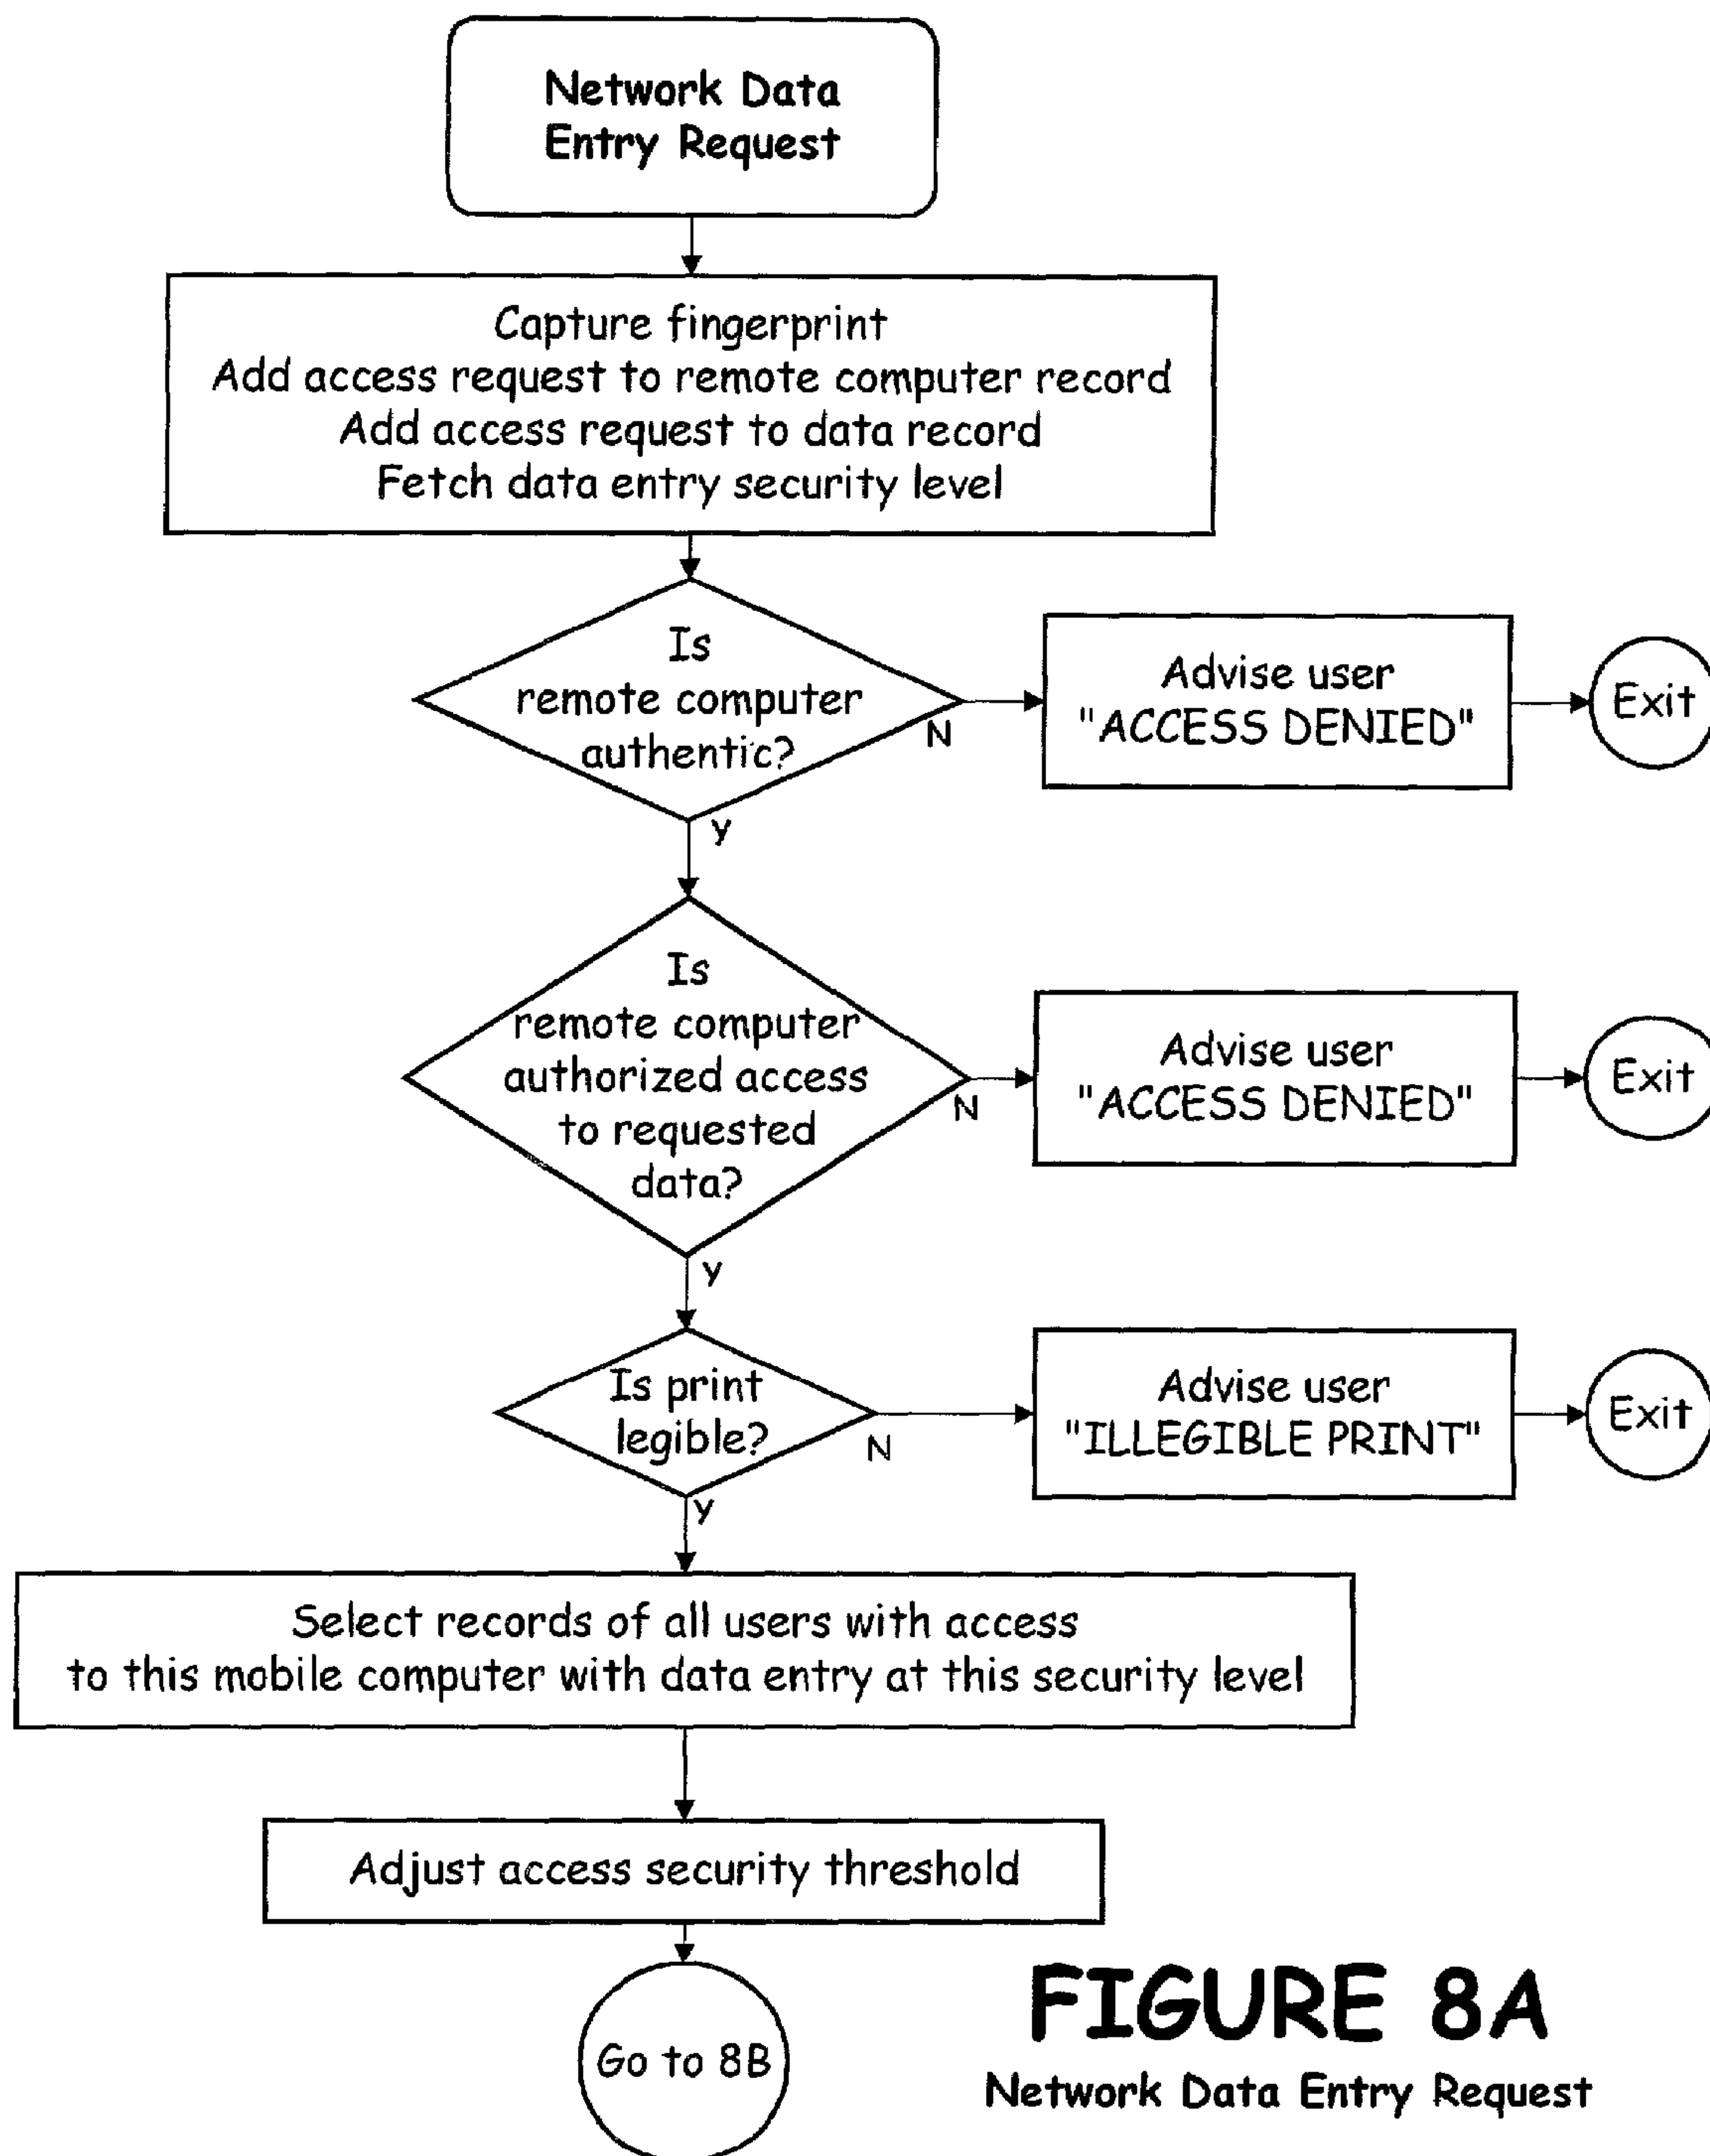 Network Data
Entry Request
Capture fingerprint
Add access request to remote computer record
Add access request to data record
Fetch data entry security level
Is
remote computer
authentic?
N
Advise user
"ACCESS DENIED"
Exit
y
Is
remote computer
authorized access
to requested
data?
N
Advise user
"ACCESS DENIED"
Exit
y
Is print
legible?
N
Advise user
"ILLEGIBLE PRINT"
Exit
y
Select records of all users with access
to this mobile computer with data entry at this security level
Adjust access security threshold
Go to 8B
FIGURE 8A
Network Data Entry Request